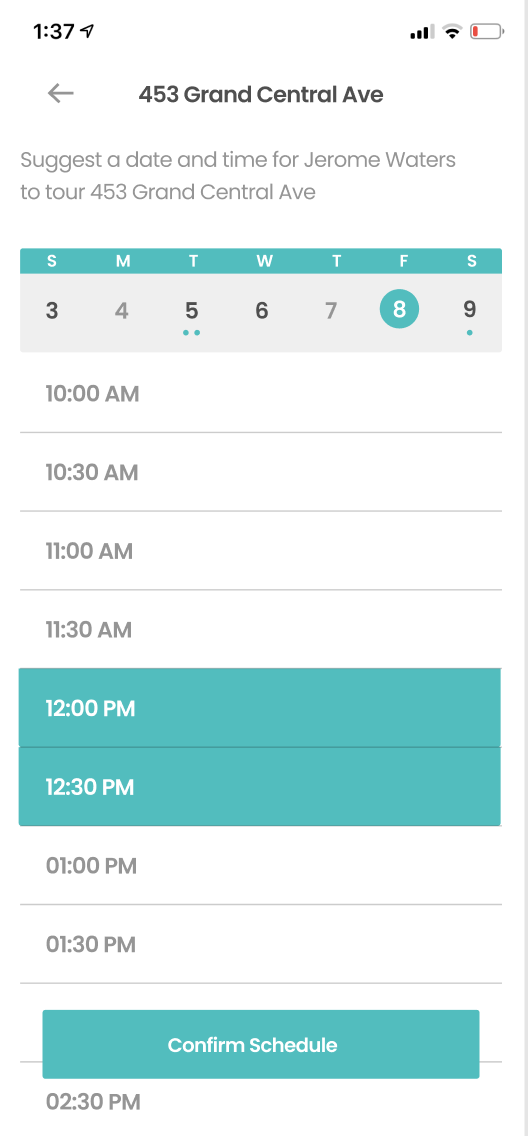 1:37
453 Grand Central Ave
Suggest a date and time for Jerome Waters
to tour 453 Grand Central Ave
S M T W T F S
3 4 5 6 7 8 9
10:00 AM
10:30 AM
11:00 AM
11:30 AM
12:00 PM
12:30 PM
01:00 PM
01:30 PM
Confirm Schedule
02:30 PM